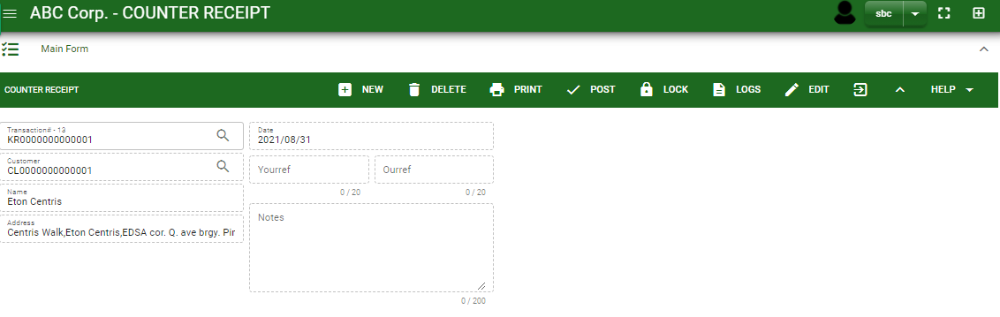 ABC Corp. - COUNTER RECEIPT
sbc
Main Form
COUNTER RECEIPT
NEW
DELETE
PRINT
POST
LOCK
LOGS
EDIT
HELP
Transaction# - 13
KR0000000000001
Date
2021/08/31
Customer
CL0000000000001
Yourref
Ourref
0 / 20
0 / 20
Name
Eton Centris
Notes
Address
Centris Walk,Eton Centris,EDSA cor. Q. ave brgy. Pir
0 / 200